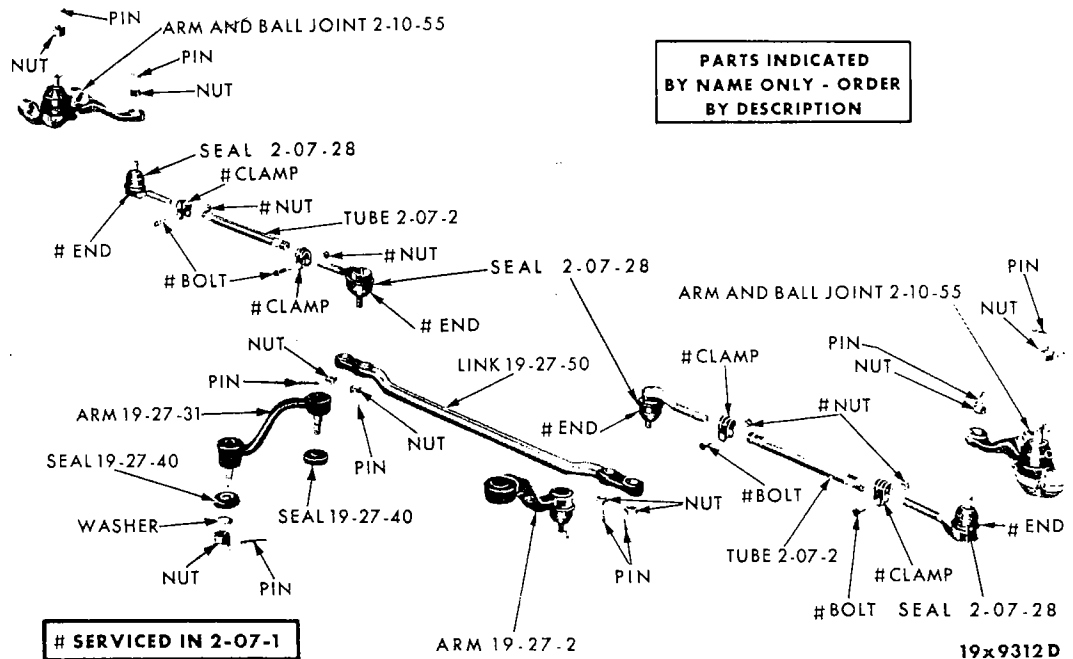 PIN
ARM AND BALL JOINT 2-10-55
NUT
PIN
NUT
PARTS INDICATED
BY NAME ONLY - ORDER
BY DESCRIPTION
SEAL 2-07-28
#CLAMP
#NUT
TUBE 2-07-2
# END
#NUT
#BOLT
#CLAMP
SEAL 2-07-28
# END
PIN
ARM AND BALL JOINT 2-10-55
NUT
PIN
NUT
NUT
LINK 19-27-50
#CLAMP
PIN
ARM 19-27-31
#NUT
#END
NUT
SEAL 19-27-40
PIN
#BOLT
SEAL 19-27-40
NUT
WASHER
# END
TUBE 2-07-2
NUT
PIN
PIN
#CLAMP
#BOLT SEAL 2-07-28
# SERVICED IN 2-07-1
ARM 19-27-2
19x9312D